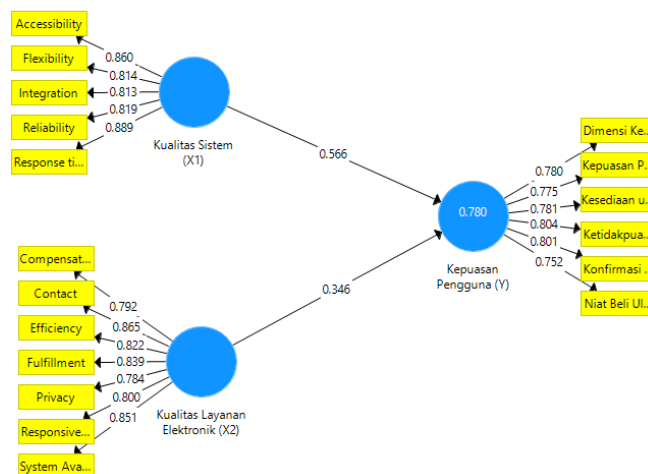 Accessibility
Flexibility
Integration
Reliability
Response ti...
0.860
0.814
0.813
0.819
0.889
Kualitas Sistem
(X1)
0.566
Compensat...
Contact
Efficiency
Fulfillment
Privacy
Responsive...
System Ava...
0.792
0.865
0.822
0.839
0.784
0.800
0.851
Kualitas Layanan
Elektronik (X2)
0.346
0.780
Kepuasan
Pengguna (Y)
0.780
0.775
0.781
0.804
0.801
0.752
Dimensi Ke...
Kepuasan P...
Kesediaan u...
Ketidakpua...
Konfirmasi ...
Niat Beli Ul...